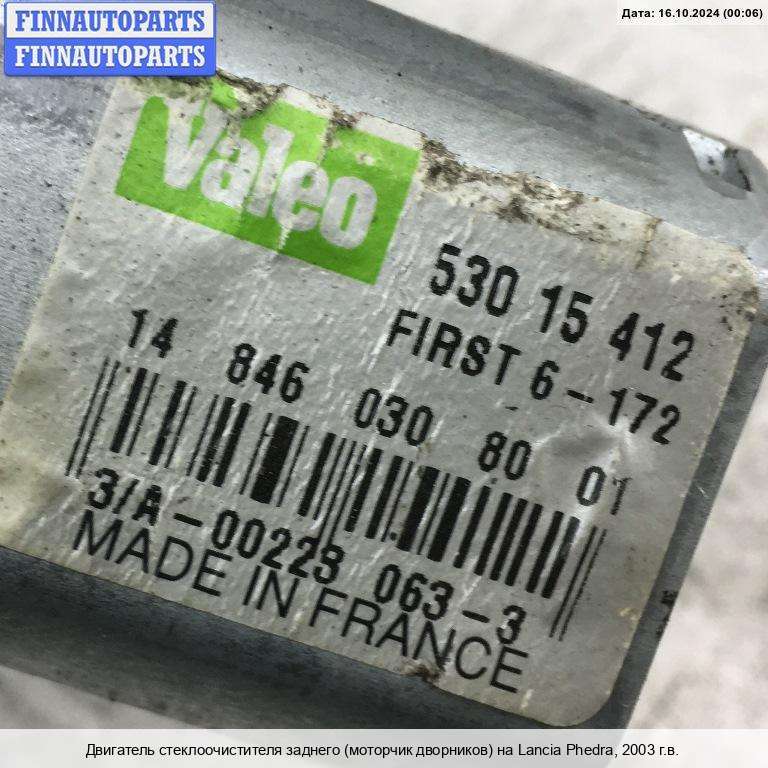 FINNAUTOPARTS
FINNAUTOPARTS
Дата: 16.10.2024 (00:06)
Valeo
530 15 412
FIRST 6-172
14 846 030 80 01
3/A-00223 063-3
MADE IN FRANCE
Двигатель стеклоочистителя заднего (моторчик дворников) на Lancia Phedra, 2003 г.в.